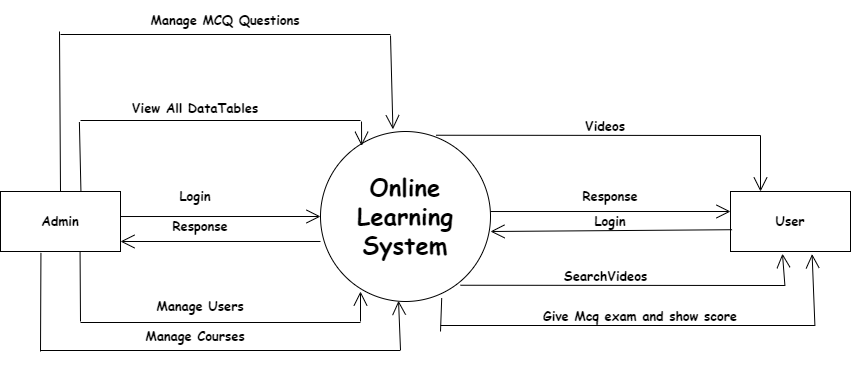 Manage MCQ Questions
View All DataTables
Videos
Login
Response
Admin
Online
Learning
System
Response
Login
User
SearchVideos
Manage Users
Give Mcq exam and show score
Manage Courses